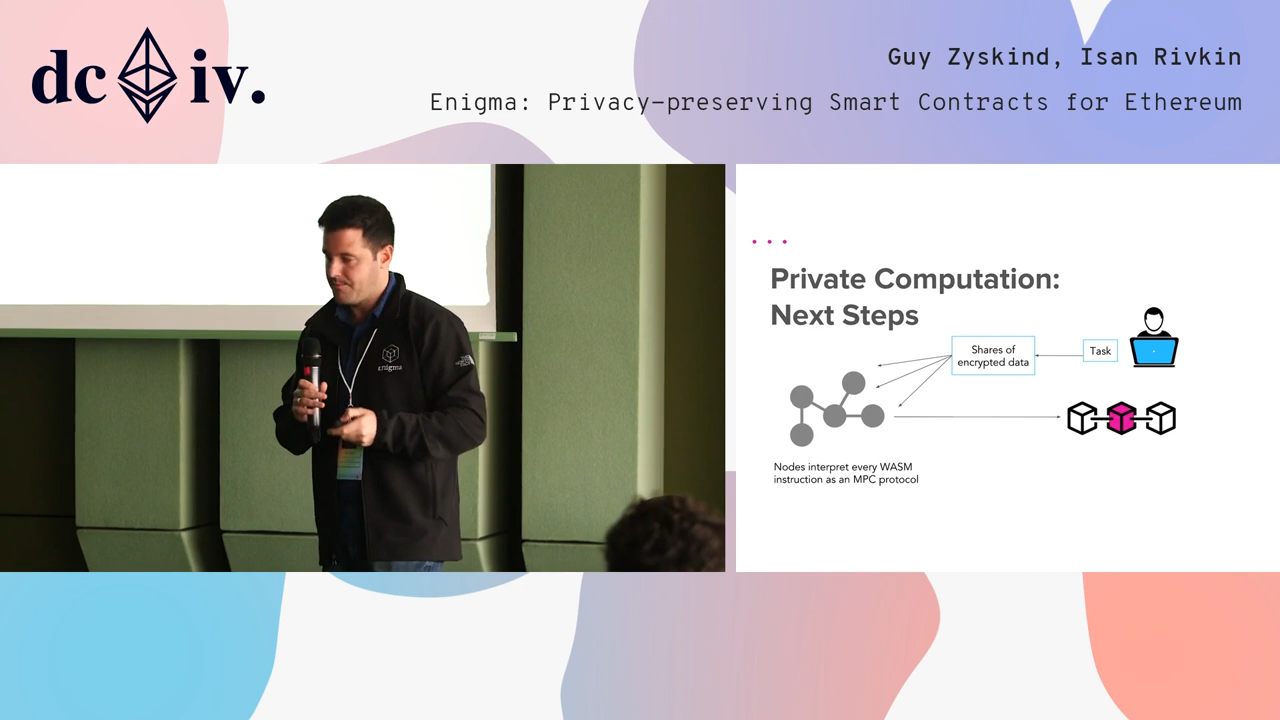 dc iv.
Guy Zyskind, Isan Rivkin
Enigma: Privacy-preserving Smart Contracts for Ethereum
enigma
Private Computation:
Next Steps
Shares of
encrypted data
Task
Nodes interpret every WASM
instruction as an MPC protocol